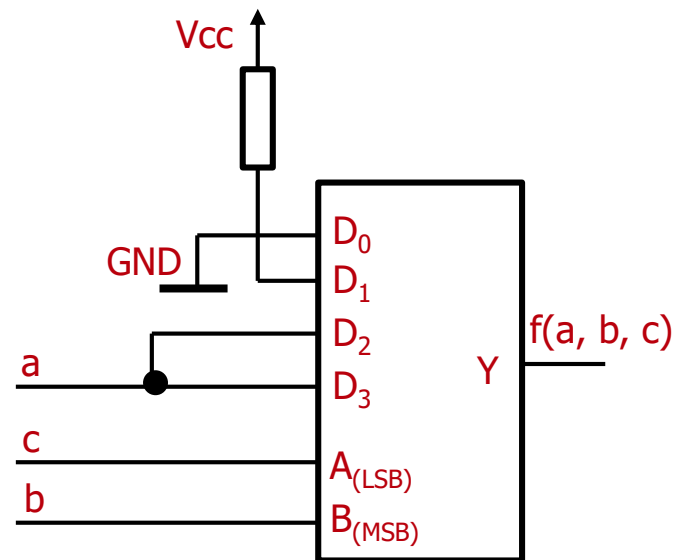 Vcc
D₀
GND
D₁
D₂
f(a, b, c)
a
D₃
Y
c
A(LSB)
b
B(MSB)